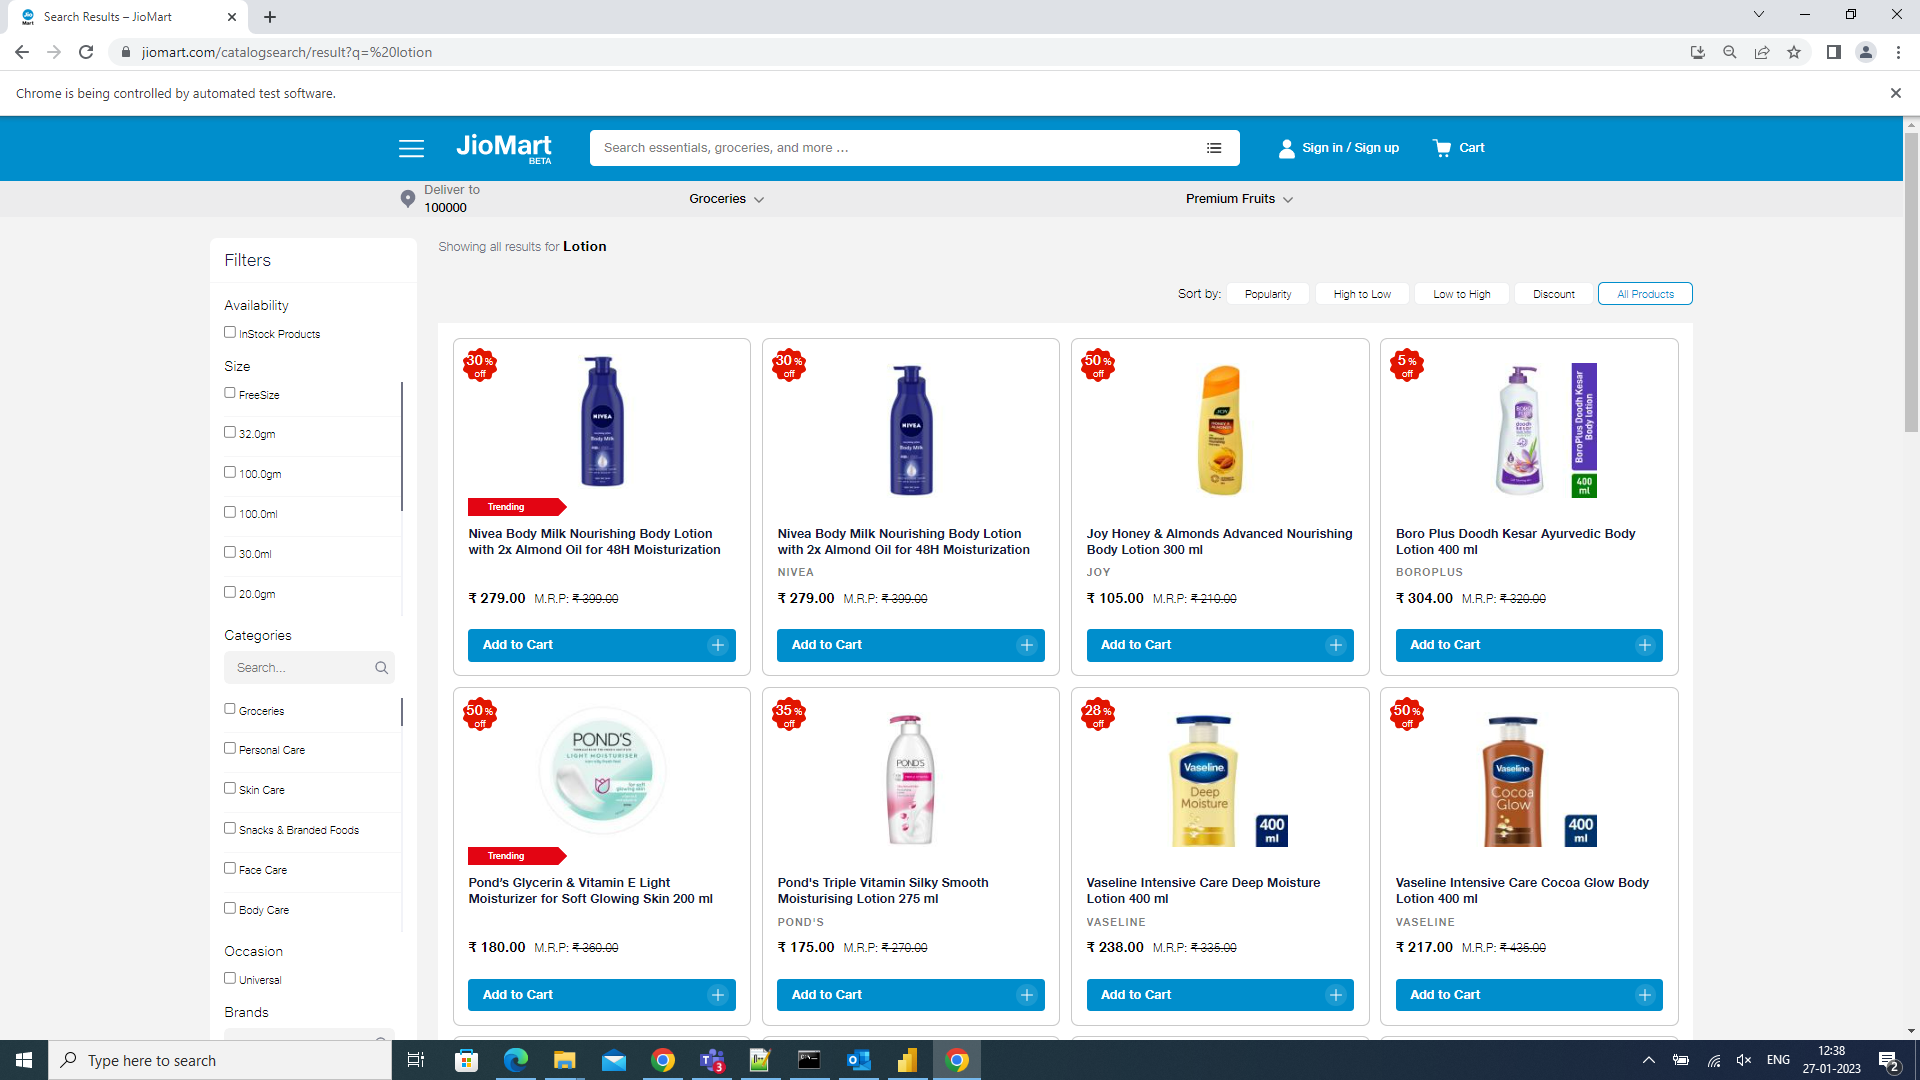 Search Results – JioMart
jiomart.com/catalogsearch/result?q=%20lotion
Chrome is being controlled by automated test software.
JioMart
BETA
Search essentials, groceries, and more ...
Sign in / Sign up
Cart
Deliver to
100000
Groceries
Premium Fruits
Filters
Availability
InStock Products
Size
FreeSize
32.0gm
100.0gm
100.0ml
30.0ml
20.0gm
Categories
Search...
Groceries
Personal Care
Skin Care
Snacks & Branded Foods
Face Care
Body Care
Occasion
Universal
Brands
Showing all results for Lotion
Sort by: Popularity High to Low Low to High Discount All Products
30 % off
NIVEA
Body Milk
Trending
Nivea Body Milk Nourishing Body Lotion
with 2x Almond Oil for 48H Moisturization
₹ 279.00 M.R.P: ₹ 399.00
Add to Cart
30 % off
NIVEA
Body Milk
Nivea Body Milk Nourishing Body Lotion
with 2x Almond Oil for 48H Moisturization
NIVEA
₹ 279.00 M.R.P: ₹ 399.00
Add to Cart
50 % off
JOY
Joy Honey & Almonds Advanced Nourishing
Body Lotion 300 ml
JOY
₹ 105.00 M.R.P: ₹ 210.00
Add to Cart
5 % off
doodh
kesar
BoroPlus Doodh Kesar
Body lotion
400
ml
Boro Plus Doodh Kesar Ayurvedic Body
Lotion 400 ml
BOROPLUS
₹ 304.00 M.R.P: ₹ 320.00
Add to Cart
50 % off
POND'S
LIGHT MOISTURISER
Trending
Pond’s Glycerin & Vitamin E Light
Moisturizer for Soft Glowing Skin 200 ml
₹ 180.00 M.R.P: ₹ 360.00
Add to Cart
35 % off
POND'S
Pond's Triple Vitamin Silky Smooth
Moisturising Lotion 275 ml
POND'S
₹ 175.00 M.R.P: ₹ 270.00
Add to Cart
28 % off
Vaseline
Deep
Moisture
400
ml
Vaseline Intensive Care Deep Moisture
Lotion 400 ml
VASELINE
₹ 238.00 M.R.P: ₹ 335.00
Add to Cart
50 % off
Vaseline
Cocoa
Glow
400
ml
Vaseline Intensive Care Cocoa Glow Body
Lotion 400 ml
VASELINE
₹ 217.00 M.R.P: ₹ 435.00
Add to Cart
Type here to search
3
ENG
12:38
27-01-2023
2